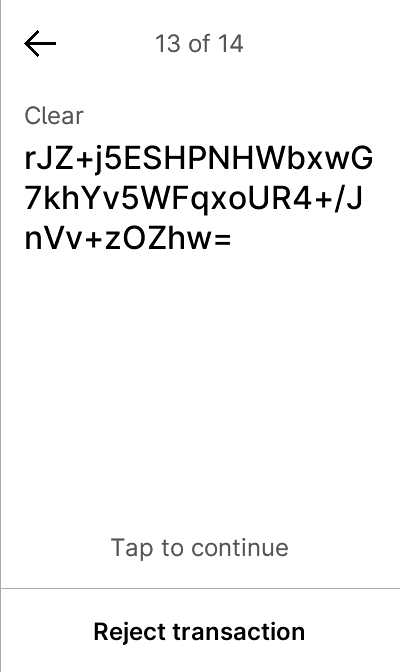 13 of 14
Clear
rJZ+j5ESHPNHWbxwG
7khYv5WFqxoUR4+/J
nVv+zOZhw=
Tap to continue
Reject transaction